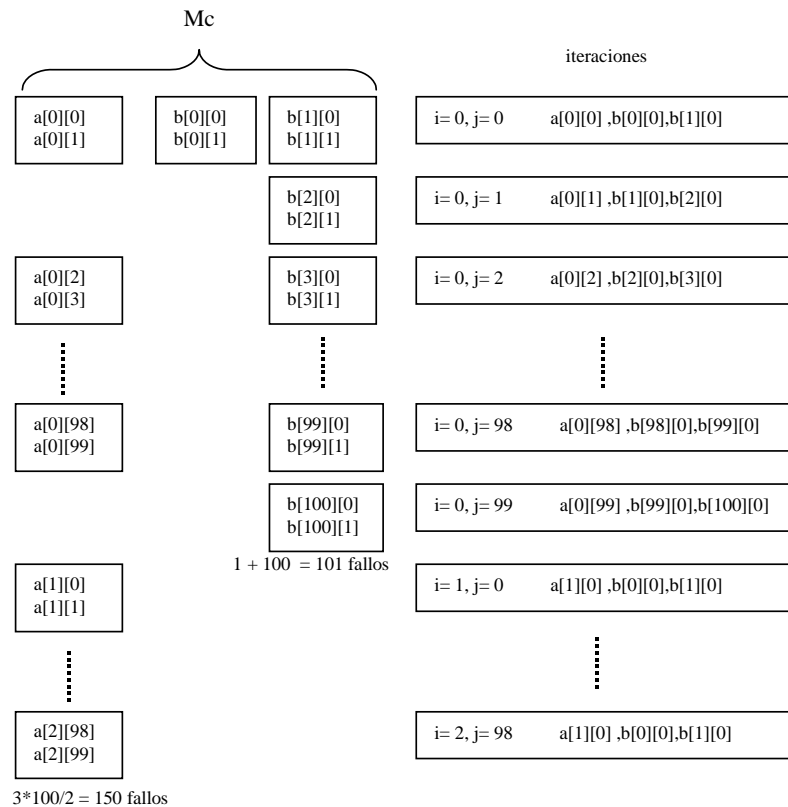 Mc
iteraciones
a[0][0]
a[0][1]
b[0][0]
b[0][1]
b[1][0]
b[1][1]
i= 0, j= 0 a[0][0] ,b[0][0],b[1][0]
b[2][0]
b[2][1]
i= 0, j= 1 a[0][1] ,b[1][0],b[2][0]
a[0][2]
a[0][3]
b[3][0]
b[3][1]
i= 0, j= 2 a[0][2] ,b[2][0],b[3][0]
a[0][98]
a[0][99]
b[99][0]
b[99][1]
i= 0, j= 98 a[0][98] ,b[98][0],b[99][0]
b[100][0]
b[100][1]
i= 0, j= 99 a[0][99] ,b[99][0],b[100][0]
1 + 100 = 101 fallos
a[1][0]
a[1][1]
i= 1, j= 0 a[1][0] ,b[0][0],b[1][0]
a[2][98]
a[2][99]
i= 2, j= 98 a[1][0] ,b[0][0],b[1][0]
3*100/2 = 150 fallos